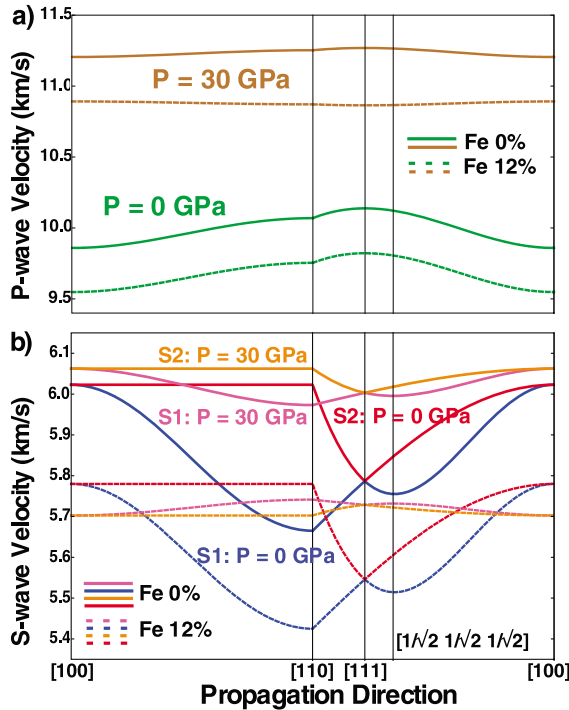 a)
11.5
11.0
10.5
10.0
9.5
P-wave Velocity (km/s)
P = 30 GPa
Fe 0%
Fe 12%
P = 0 GPa
b)
6.1
6.0
5.9
5.8
5.7
5.6
5.5
5.4
S-wave Velocity (km/s)
S2: P = 30 GPa
S1: P = 30 GPa
S2: P = 0 GPa
S1: P = 0 GPa
Fe 0%
Fe 12%
[1/√2 1/√2 1/√2]
[100] [110] [111] [100]
Propagation Direction